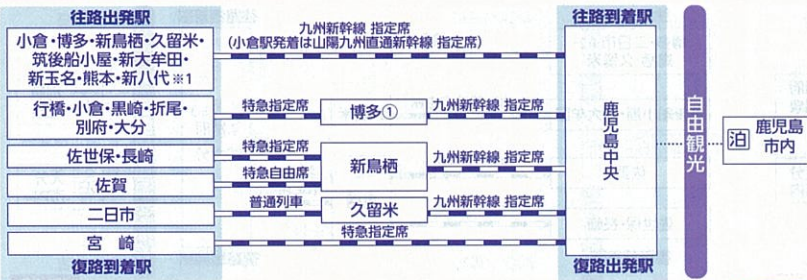 往路出発駅
小倉・博多・新鳥栖・久留米・
筑後船小屋・新大牟田・
新玉名・熊本・新八代 ※1
九州新幹線 指定席
(小倉駅発着は山陽九州直通新幹線 指定席)
行橋・小倉・黒崎・折尾・
別府・大分
特急指定席
博多①
九州新幹線 指定席
佐世保・長崎
特急指定席
佐賀
特急自由席
新鳥栖
九州新幹線 指定席
二日市
普通列車
久留米
九州新幹線 指定席
宮崎
特急指定席
復路到着駅
往路到着駅
鹿児島中央
復路出発駅
自由観光
泊 鹿児島
市内